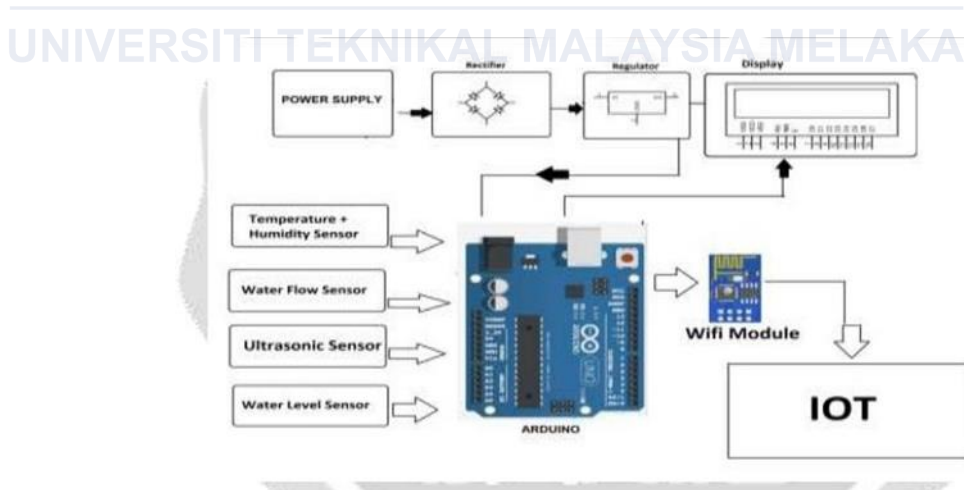 UNIVERSITI TEKNIKAL MALAYSIA MELAKA
Rectifier
Regulator
Display
POWER SUPPLY
Temperature +
Humidity Sensor
Water Flow Sensor
Ultrasonic Sensor
Water Level Sensor
UNO
ARDUINO
Wifi Module
IOT